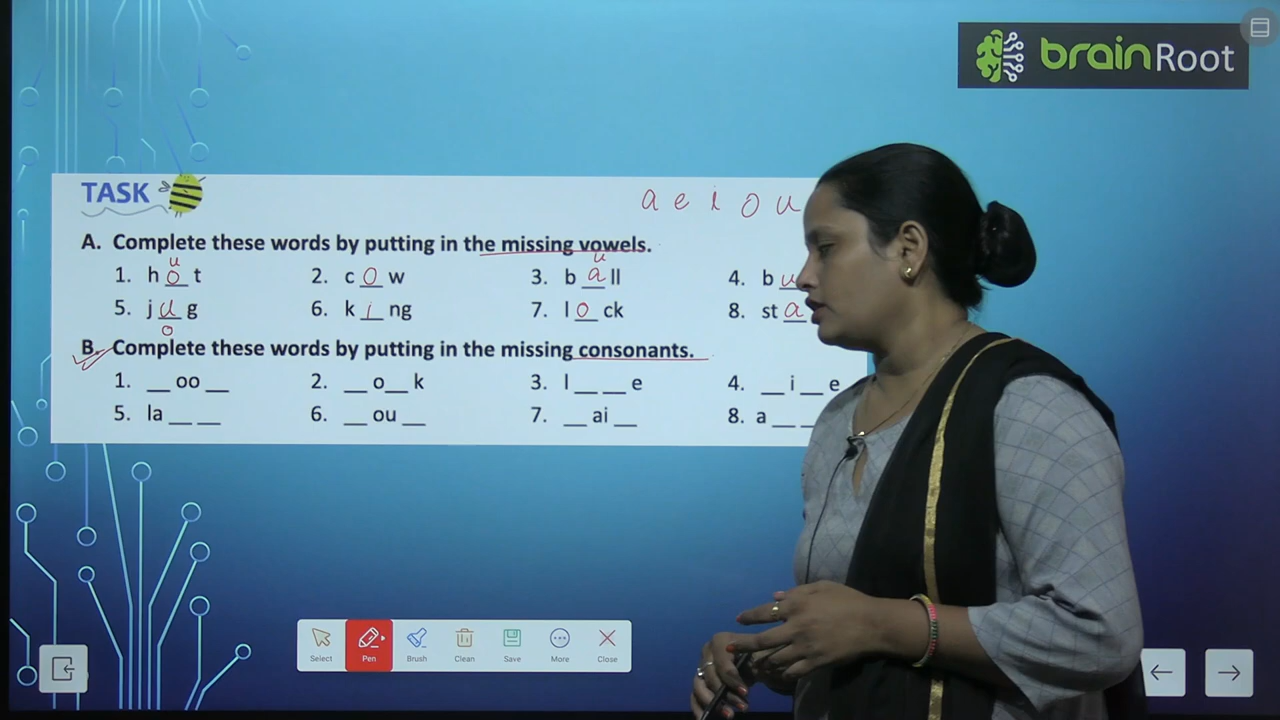 brainRoot
TASK
a e i o u
A. Complete these words by putting in the missing vowels.
u u
1. h o t 2. c o w 3. b a ll 4. b u
5. j u g 6. k i ng 7. l o ck 8. st a
o
B. Complete these words by putting in the missing consonants.
1. __ oo __ 2. __ o __ k 3. l __ __ e 4. __ i __ e
5. la __ __ 6. __ ou __ 7. __ ai __ 8. a __ __
Select Pen Brush Clean Save More Close